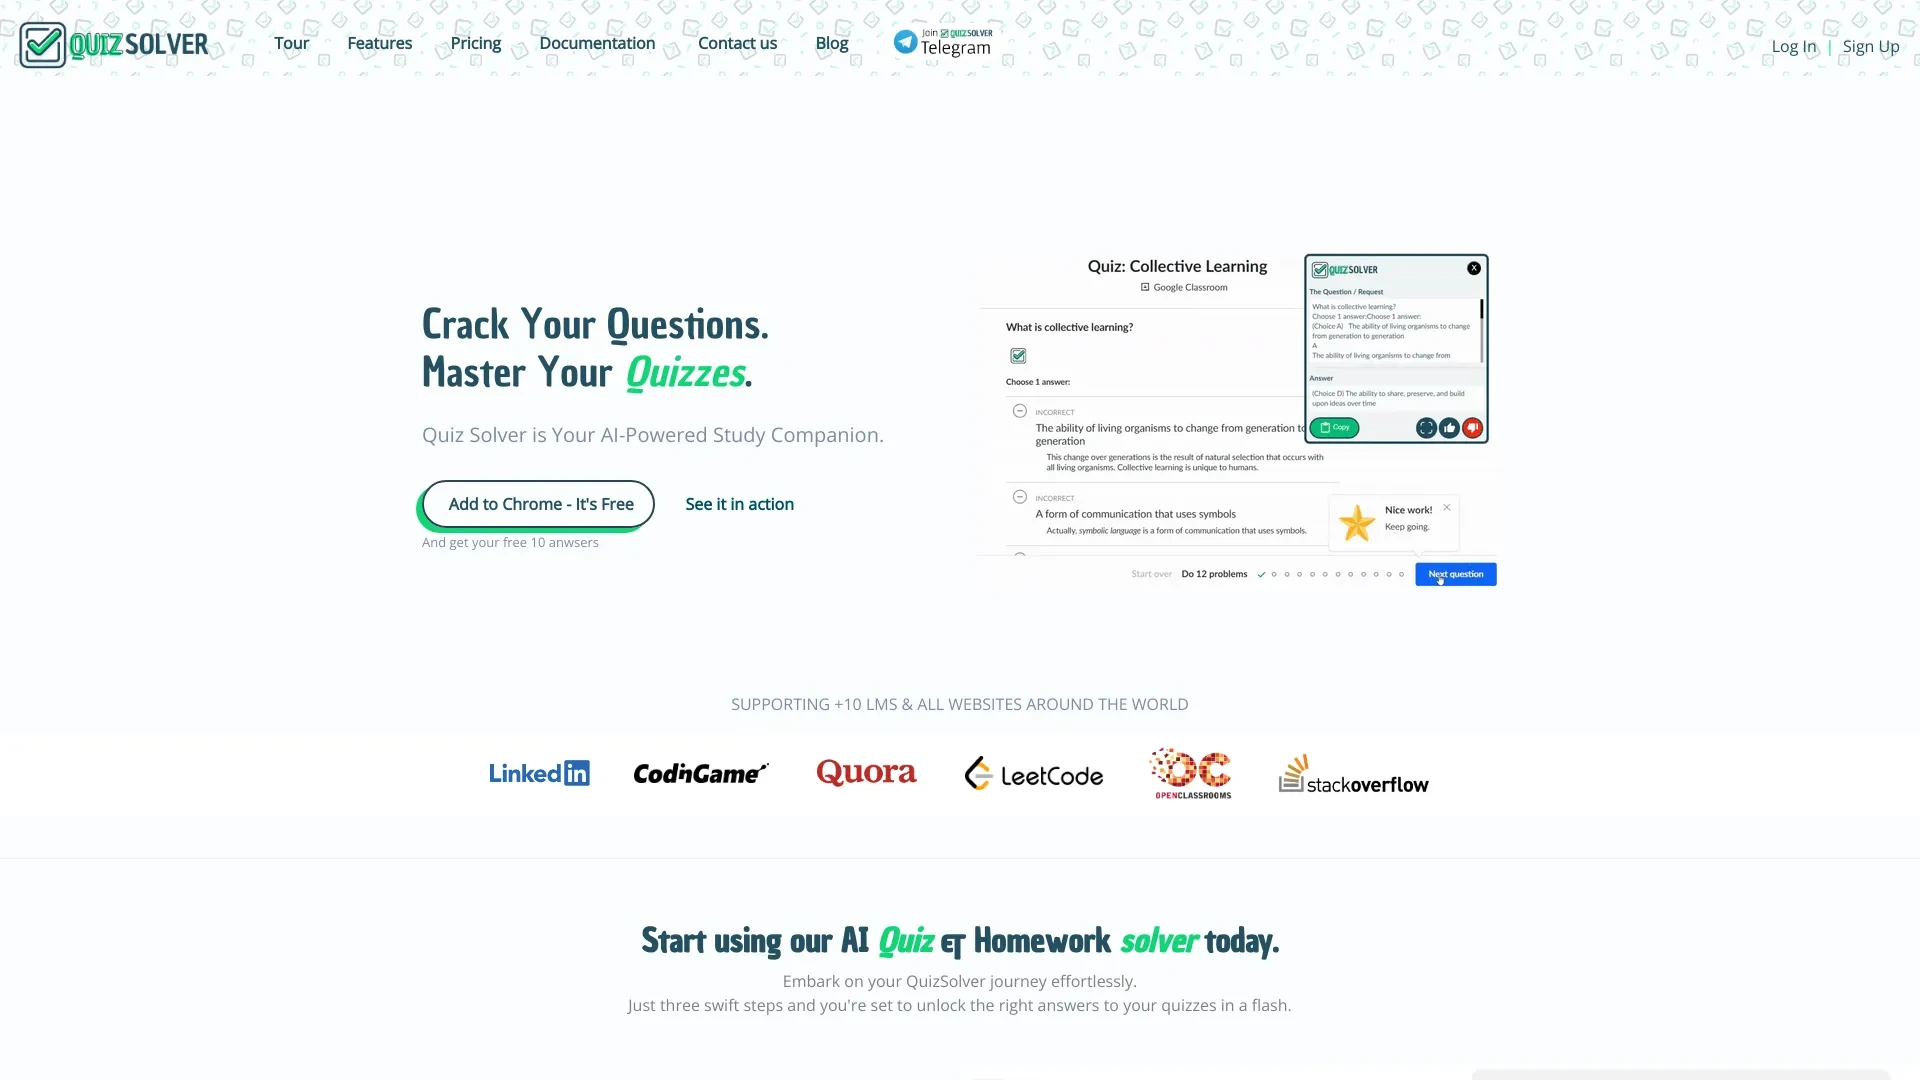 QUIZSOLVER
Tour
Features
Pricing
Documentation
Contact us
Blog
Join QUIZSOLVER
Telegram
Log In | Sign Up
Crack Your Questions.
Master Your Quizzes.
Quiz Solver is Your AI-Powered Study Companion.
Add to Chrome - It's Free
See it in action
And get your free 10 anwsers
Quiz: Collective Learning
Google Classroom
What is collective learning?
Choose 1 answer:
INCORRECT
The ability of living organisms to change from generation to
generation
This change over generations is the result of natural selection that occurs with
all living organisms. Collective learning is unique to humans.
INCORRECT
A form of communication that uses symbols
Actually, symbolic language is a form of communication that uses symbols.
QUIZSOLVER
X
The Question / Request
What is collective learning?
Choose 1 answer:Choose 1 answer:
(Choice A) The ability of living organisms to change
from generation to generation
A
The ability of living organisms to change from
Answer
(Choice D) The ability to share, preserve, and build
upon ideas over time
Copy
Nice work!
Keep going.
Start over
Do 12 problems
Next question
SUPPORTING +10 LMS & ALL WEBSITES AROUND THE WORLD
Linked in
CodinGame
Quora
LeetCode
OC
OPENCLASSROOMS
stackoverflow
Start using our AI Quiz & Homework solver today.
Embark on your QuizSolver journey effortlessly.
Just three swift steps and you're set to unlock the right answers to your quizzes in a flash.